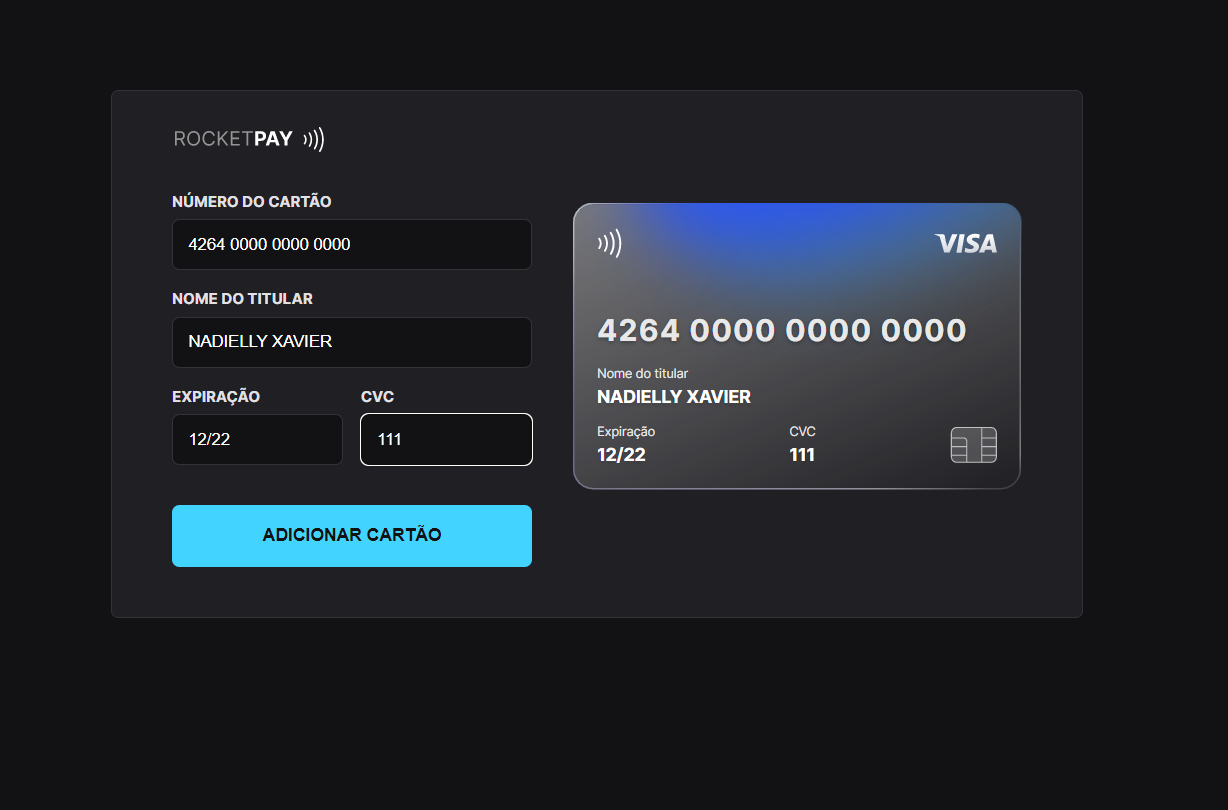 ROCKETPAY
NÚMERO DO CARTÃO
4264 0000 0000 0000
NOME DO TITULAR
NADIELLY XAVIER
EXPIRAÇÃO CVC
12/22 111
ADICIONAR CARTÃO
VISA
4264 0000 0000 0000
Nome do titular
NADIELLY XAVIER
Expiração CVC
12/22 111